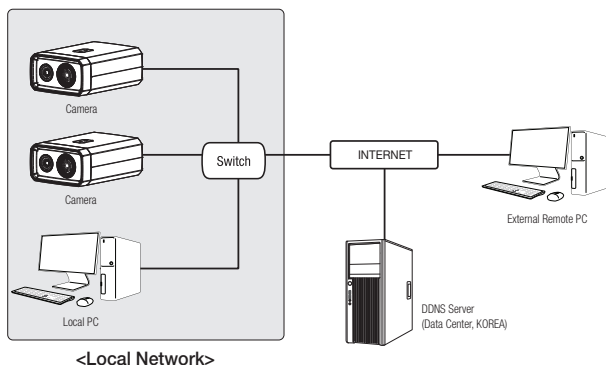 Camera
Switch
INTERNET
Camera
External Remote PC
Local PC
DDNS Server
(Data Center, KOREA)
<Local Network>